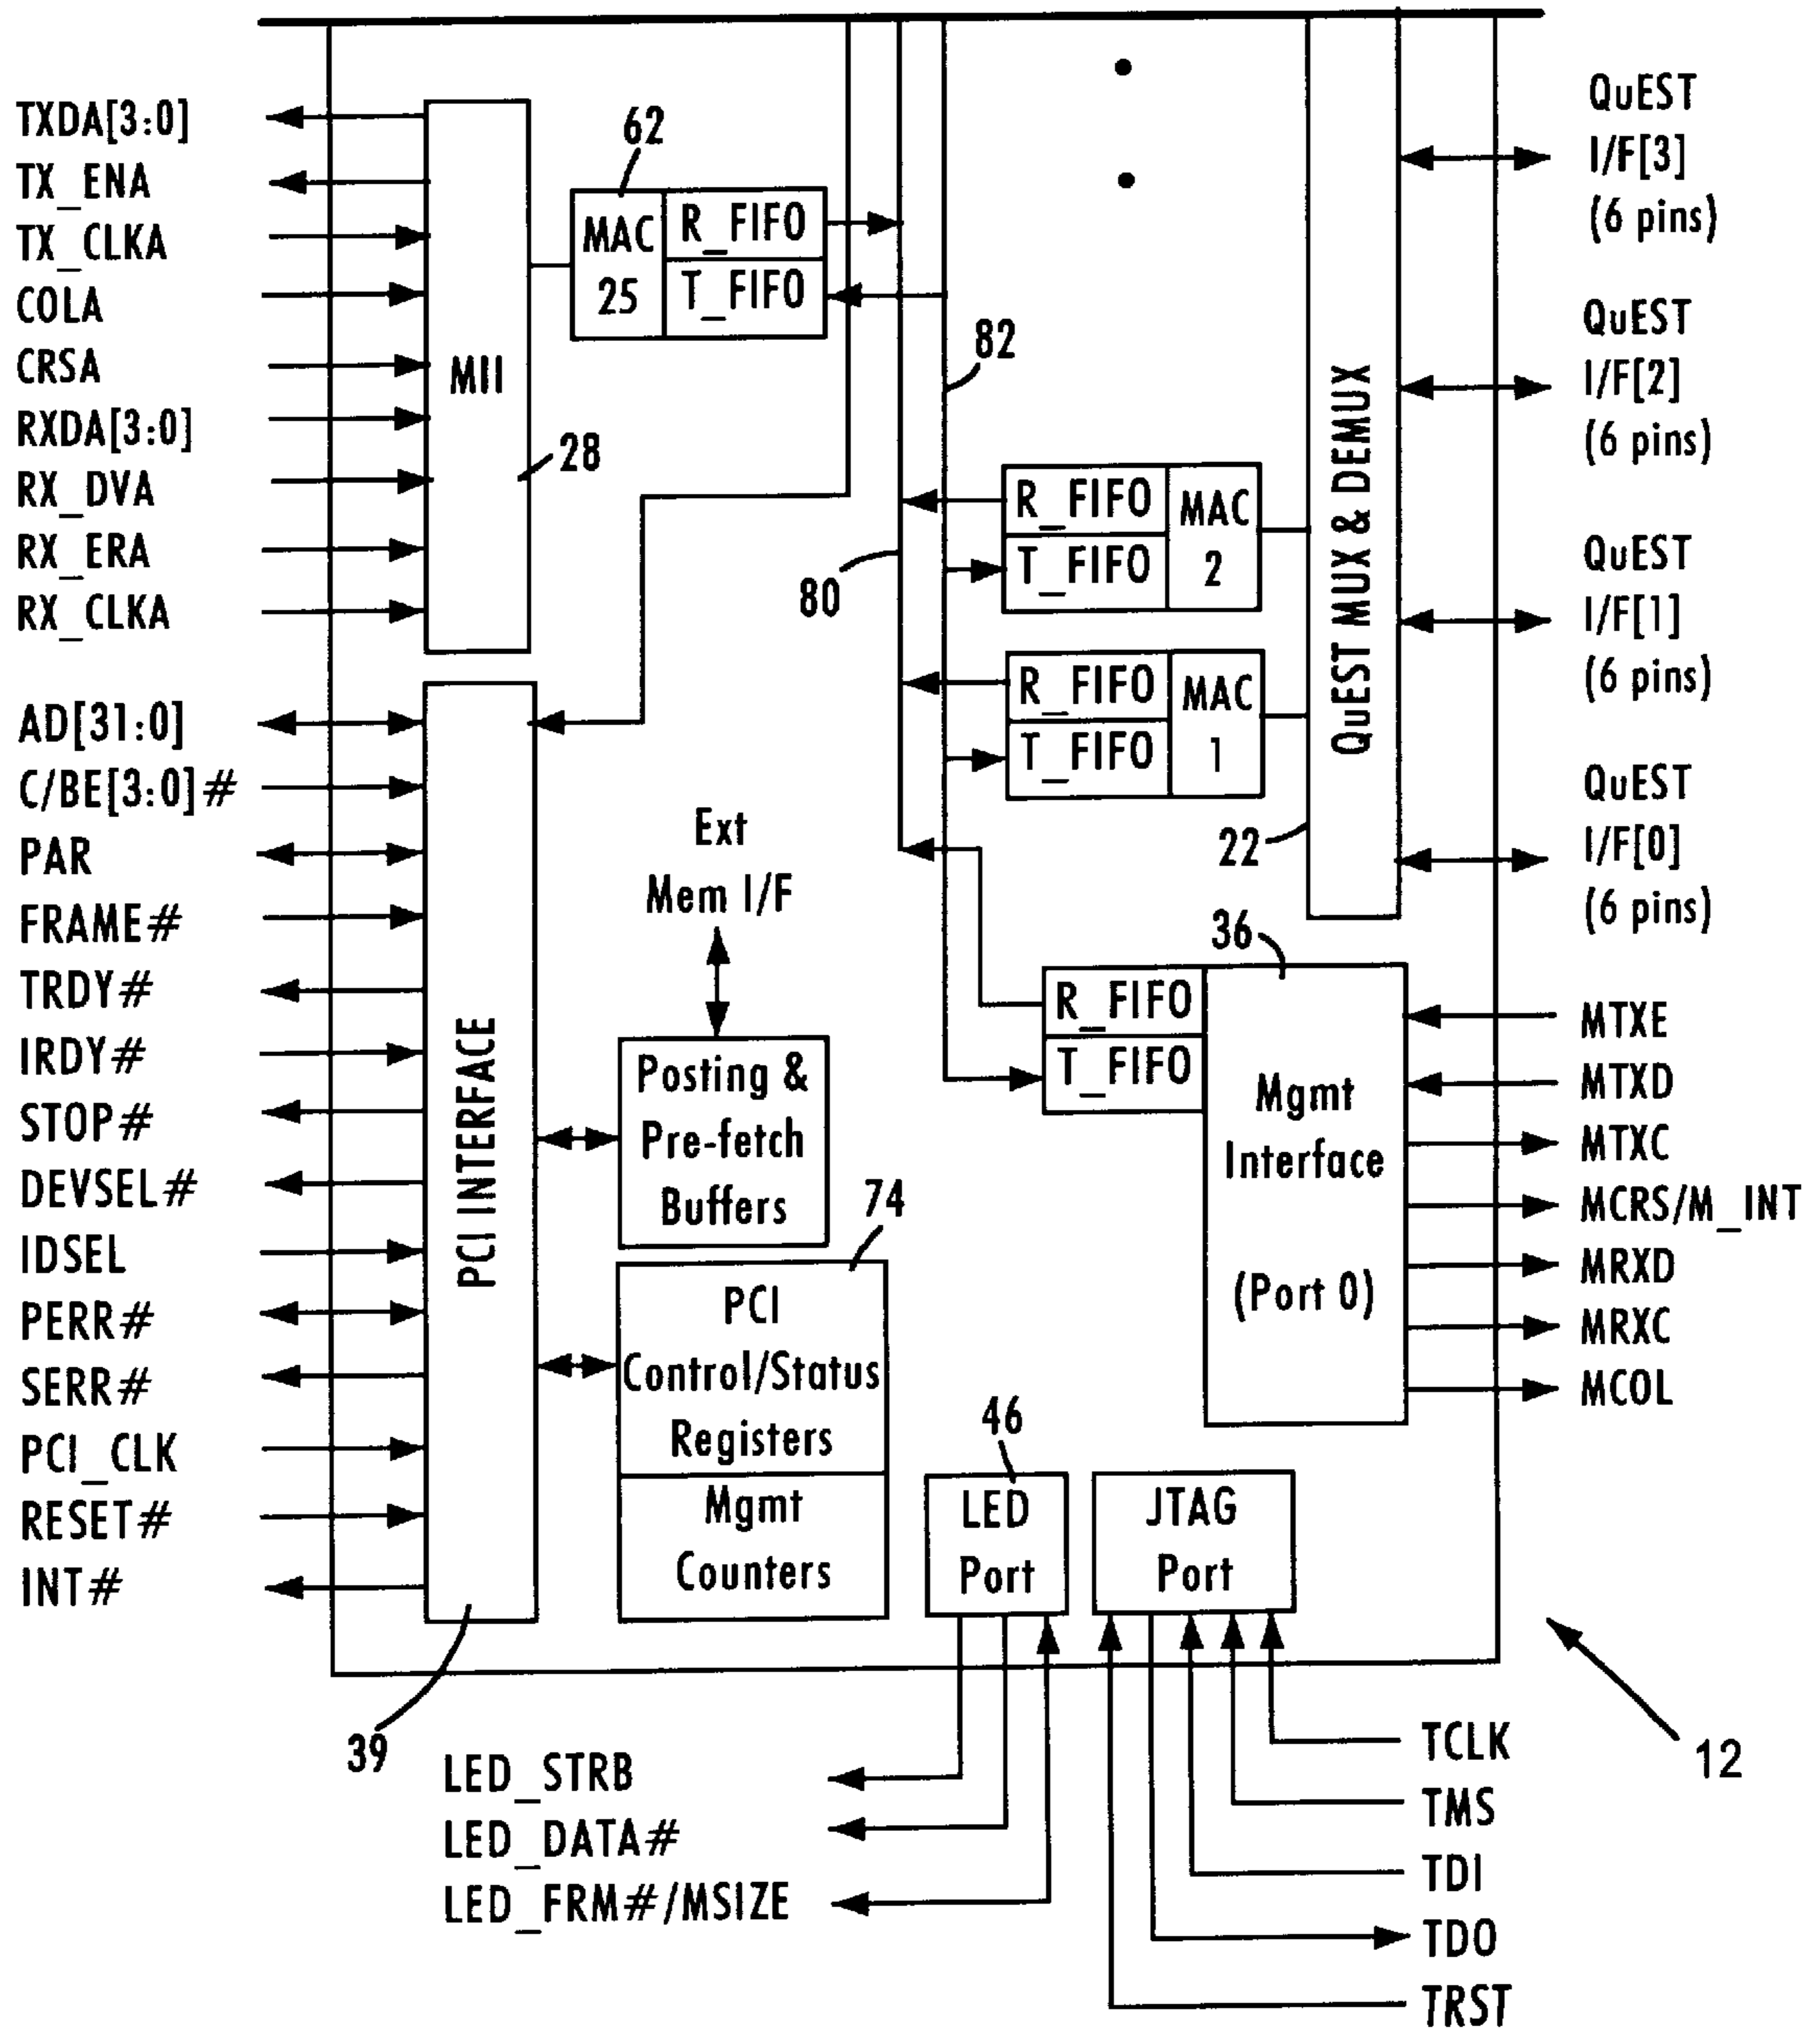 TXDA[3:0]
TX_ENA
TX_CLKA
COLA
CRSA
RXDA[3:0]
RX_DVA
RX_ERA
RX_CLKA
AD[31:0]
C/BE[3:0]#
PAR
FRAME#
TRDY#
IRDY#
STOP#
DEVSEL#
IDSEL
PERR#
SERR#
PCI_CLK
RESET#
INT#
MII
28
62
MAC
25
R_FIFO
T_FIFO
82
80
R_FIFO
T_FIFO
MAC
2
R_FIFO
T_FIFO
MAC
1
QuEST MUX & DEMUX
22
QuEST
I/F[3]
(6 pins)
QuEST
I/F[2]
(6 pins)
QuEST
I/F[1]
(6 pins)
QuEST
I/F[0]
(6 pins)
PCI INTERFACE
39
Ext
Mem I/F
Posting &
Pre-fetch
Buffers
74
PCI
Control/Status
Registers
Mgmt
Counters
36
R_FIFO
T_FIFO
Mgmt
Interface
(Port 0)
MTXE
MTXD
MTXC
MCRS/M_INT
MRXD
MRXC
MCOL
46
LED
Port
JTAG
Port
LED_STRB
LED_DATA#
LED_FRM#/MSIZE
TCLK
TMS
TDI
TDO
TRST
12